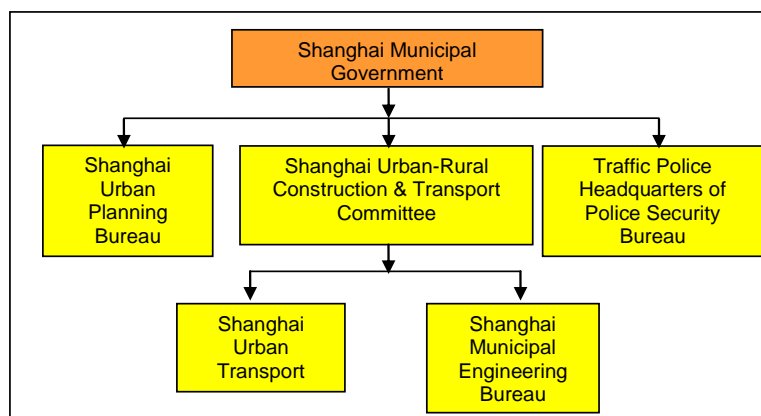 Shanghai Municipal
Government
Shanghai
Urban
Planning
Bureau
Shanghai Urban-Rural
Construction & Transport
Committee
Traffic Police
Headquarters of
Police Security
Bureau
Shanghai
Urban
Transport
Shanghai
Municipal
Engineering
Bureau